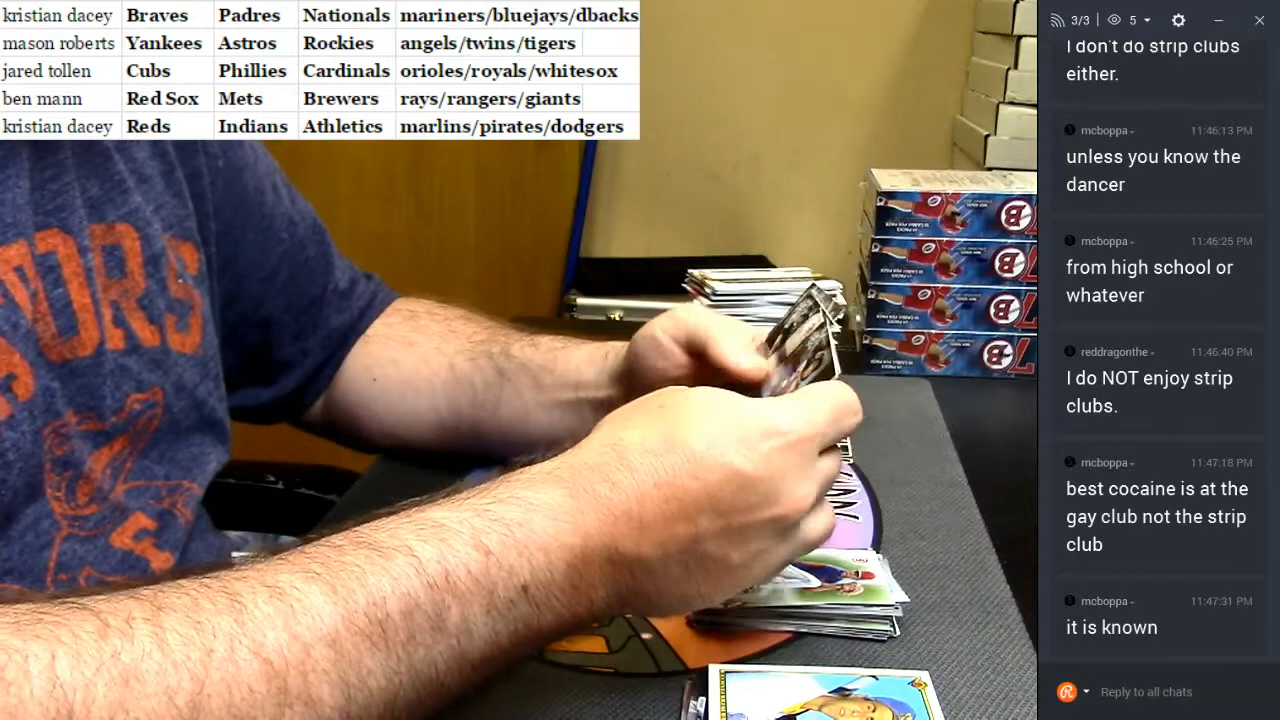 kristian dacey Braves Padres Nationals mariners/bluejays/dbacks
mason roberts Yankees Astros Rockies angels/twins/tigers
jared tollen Cubs Phillies Cardinals orioles/royals/whitesox
ben mann Red Sox Mets Brewers rays/rangers/giants
kristian dacey Reds Indians Athletics marlins/pirates/dodgers
3/3
5
I don't do strip clubs
either.
mcboppa 11:46:13 PM
unless you know the
dancer
mcboppa 11:46:25 PM
from high school or
whatever
reddragonthe 11:46:40 PM
I do NOT enjoy strip
clubs.
mcboppa 11:47:18 PM
best cocaine is at the
gay club not the strip
club
mcboppa 11:47:31 PM
it is known
Reply to all chats